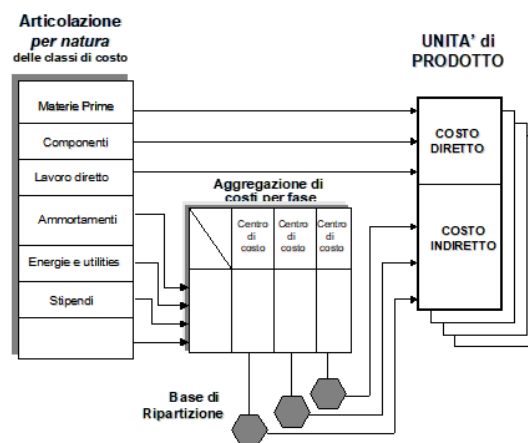 Articolazione
per natura
delle classi di costo
Materie Prime
Componenti
Lavoro diretto
Ammortamenti
Energie e utilities
Stipendi
Aggregazione di
costi per fase
Centro
di
costo
Centro
di
costo
Centro
di
costo
Base di
Ripartizione
UNITA' di
PRODOTTO
COSTO
DIRETTO
COSTO
INDIRETTO